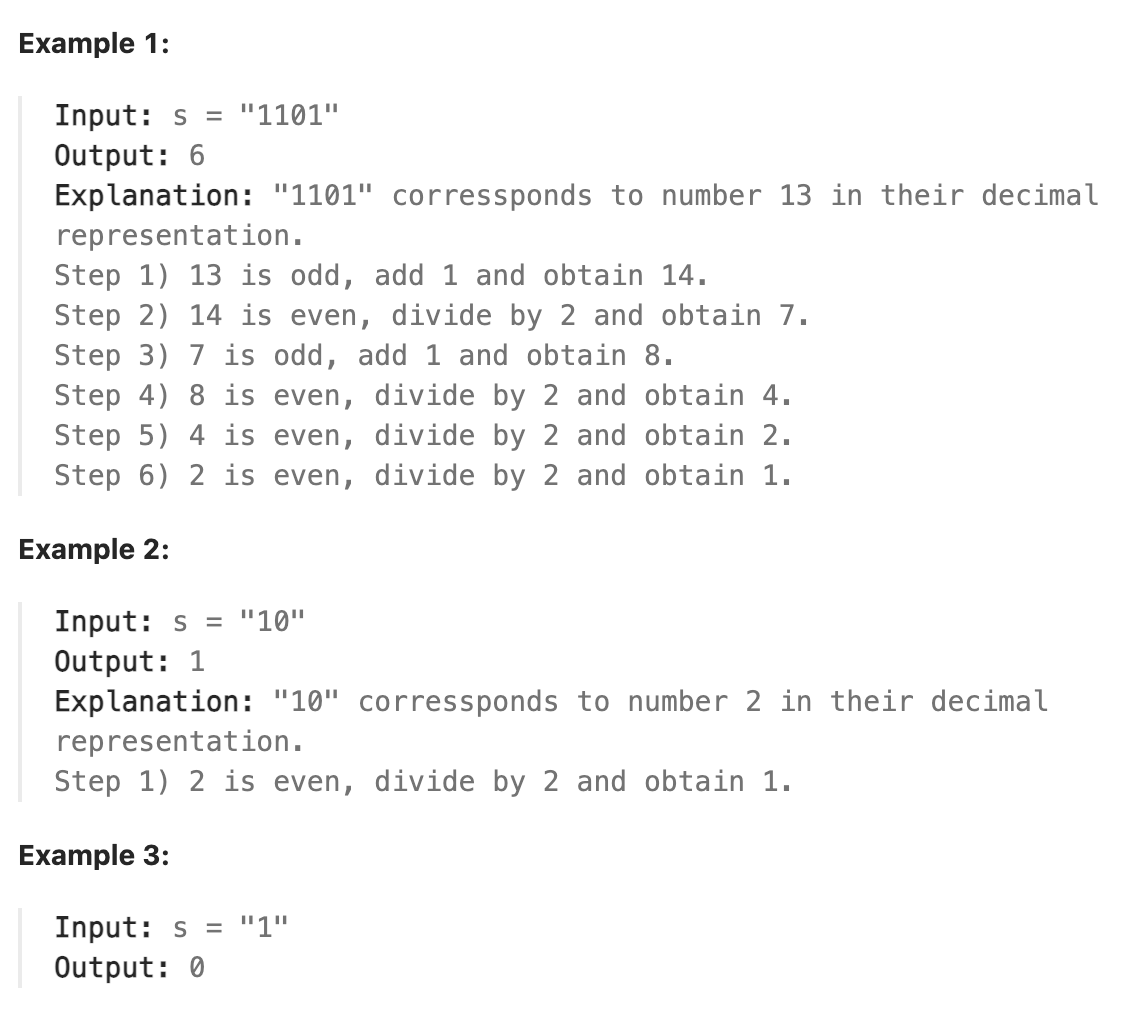 Example 1:
Input: s = "1101"
Output: 6
Explanation: "1101" corressponds to number 13 in their decimal
representation.
Step 1) 13 is odd, add 1 and obtain 14.
Step 2) 14 is even, divide by 2 and obtain 7.
Step 3) 7 is odd, add 1 and obtain 8.
Step 4) 8 is even, divide by 2 and obtain 4.
Step 5) 4 is even, divide by 2 and obtain 2.
Step 6) 2 is even, divide by 2 and obtain 1.
Example 2:
Input: s = "10"
Output: 1
Explanation: "10" corressponds to number 2 in their decimal
representation.
Step 1) 2 is even, divide by 2 and obtain 1.
Example 3:
Input: s = "1"
Output: 0